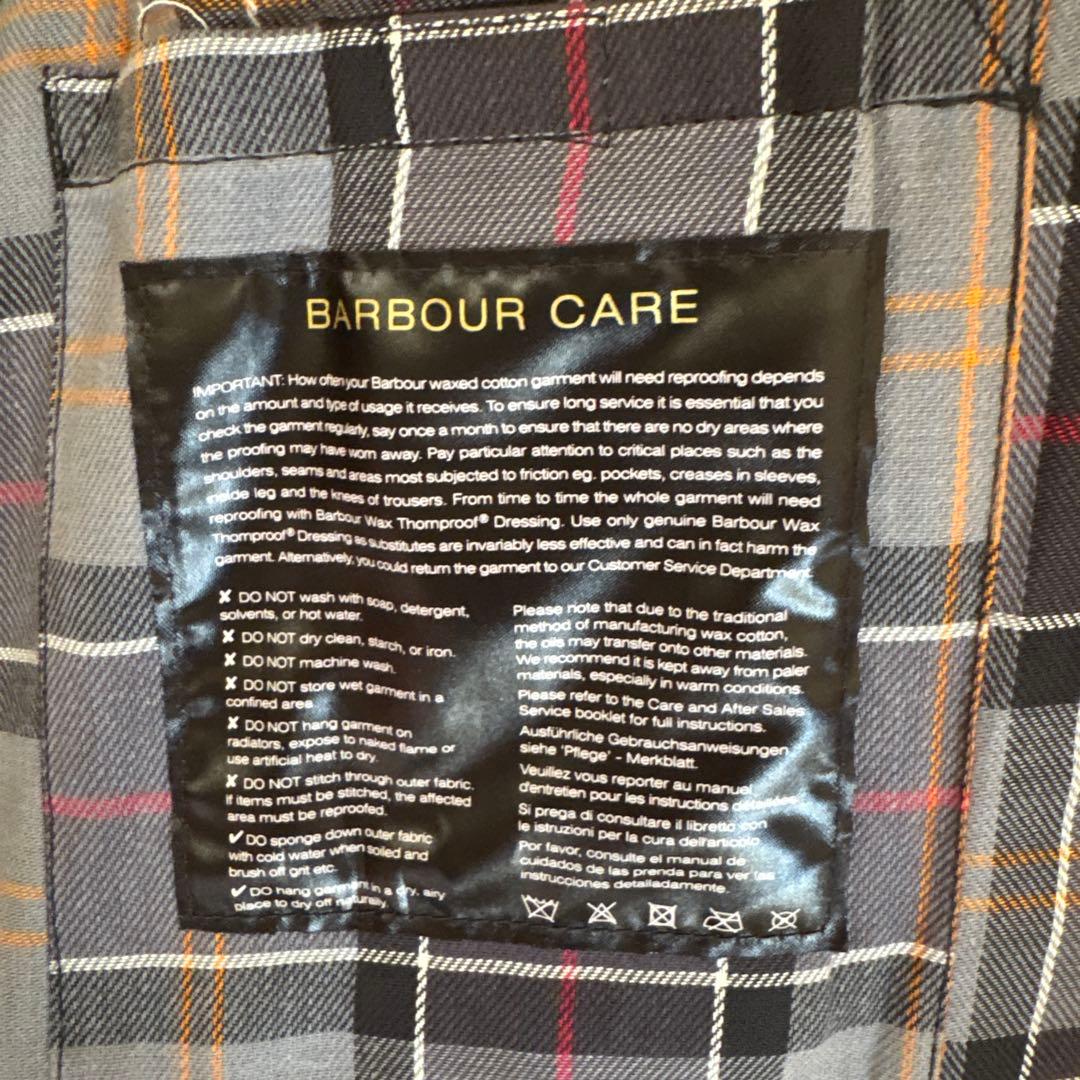 BARBOUR CARE
IMPORTANT: How often your Barbour waxed cotton garment will need reproofing depends
on the amount and type of usage it receives. To ensure long service it is essential that you
check the garment regularly, say once a month to ensure that there are no dry areas where
the proofing may have worn away. Pay particular attention to critical places such as the
shoulders, seams and areas most subjected to friction eg. pockets, creases in sleeves,
inside leg and the knees of trousers. From time to time the whole garment will need
reproofing with Barbour Wax Thornproof® Dressing. Use only genuine Barbour Wax
Thornproof® Dressing as substitutes are invariably less effective and can in fact harm the
garment. Alternatively, you could return the garment to our Customer Service Department.
✘ DO NOT wash with soap, detergent,
solvents, or hot water.
✘ DO NOT dry clean, starch, or iron.
✘ DO NOT machine wash.
✘ DO NOT store wet garment in a
confined area
✘ DO NOT hang garment on
radiators, expose to naked flame or
use artificial heat to dry.
✘ DO NOT stitch through outer fabric.
If items must be stitched, the affected
area must be reproofed.
✔ DO sponge down outer fabric
with cold water when soiled and
brush off grit etc.
✔ DO hang garment in a dry, airy
place to dry off naturally.
Please note that due to the traditional
method of manufacturing wax cotton,
the oils may transfer onto other materials.
We recommend it is kept away from paler
materials, especially in warm conditions.
Please refer to the Care and After Sales
Service booklet for full instructions.
Ausführliche Gebrauchsanweisungen
siehe 'Pflege' - Merkblatt.
Veuillez vous reporter au manuel
d'entretien pour les instructions détaillées.
Si prega di consultare il libretto con
le istruzioni per la cura dell'articolo
Por favor, consulte el manual de
cuidados de las prenda para ver las
instrucciones detalladamente.